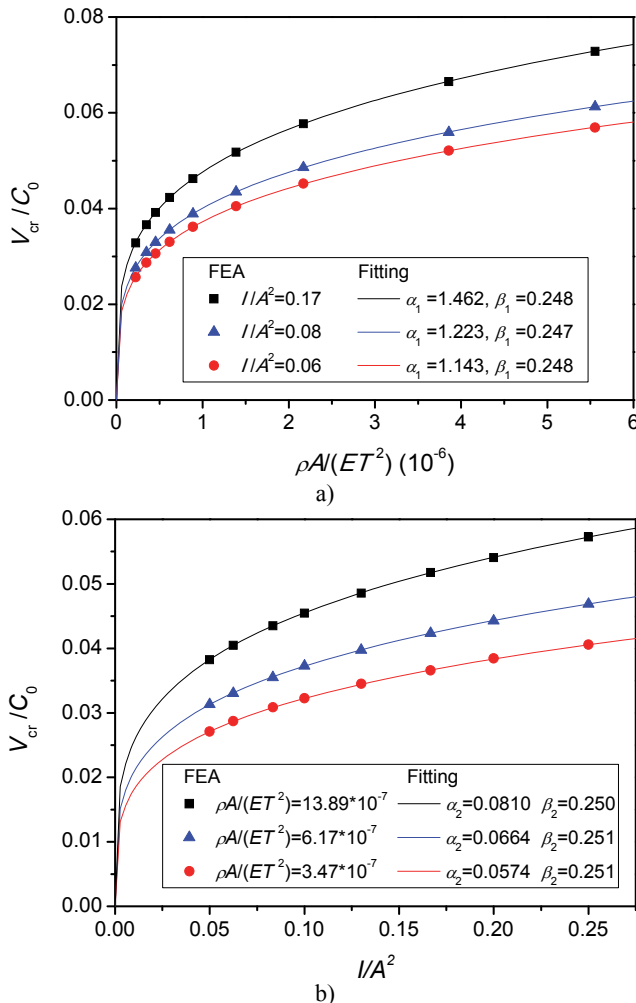 a)
0.08
0.06
0.04
0.02
0.00
V_cr/C_0
FEA Fitting
I/A²=0.17 α₁=1.462, β₁=0.248
I/A²=0.08 α₁=1.223, β₁=0.247
I/A²=0.06 α₁=1.143, β₁=0.248
0 1 2 3 4 5 6
ρA/(ET²) (10⁻⁶)
a)
0.06
0.05
0.04
0.03
0.02
0.01
0.00
V_cr/C_0
FEA Fitting
ρA/(ET²)=13.89*10⁻⁷ α₂=0.0810 β₂=0.250
ρA/(ET²)=6.17*10⁻⁷ α₂=0.0664 β₂=0.251
ρA/(ET²)=3.47*10⁻⁷ α₂=0.0574 β₂=0.251
0.00 0.05 0.10 0.15 0.20 0.25
I/A²
b)